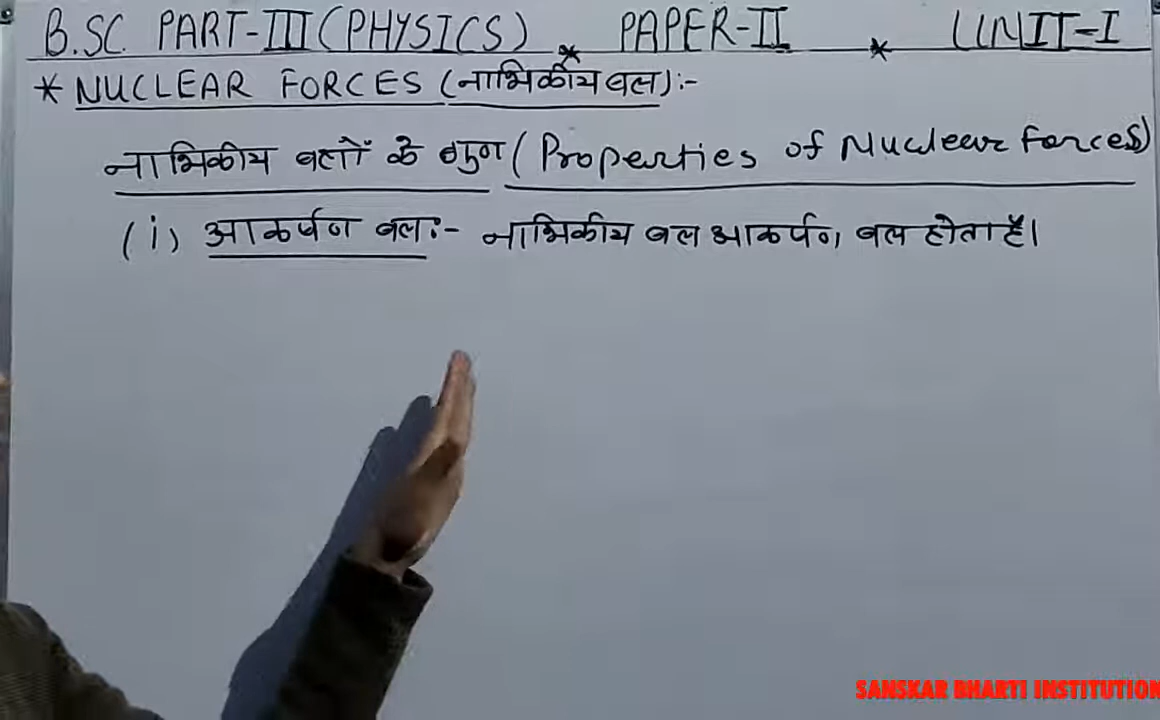 B.SC. PART-III (PHYSICS) * PAPER-II * UNIT-I
* NUCLEAR FORCES (नाभिकीय बल):-
नाभिकीय बलों के गुण (Properties of Nuclear Forces)
(i) आकर्षण बल:- नाभिकीय बल आकर्षण बल होता है।
SANSKAR BHARTI INSTITUTION